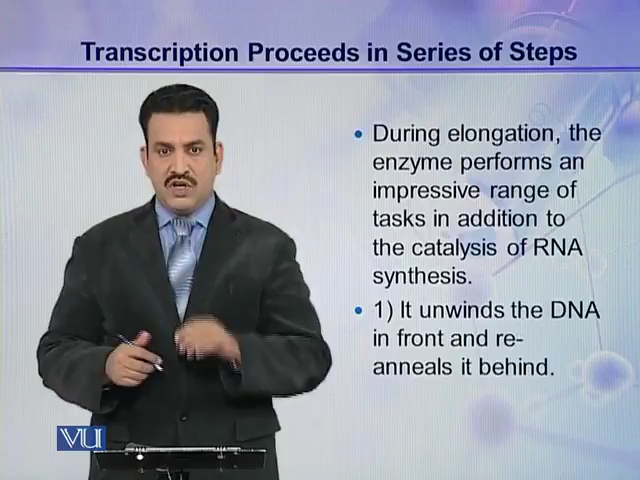 Transcription Proceeds in Series of Steps
• During elongation, the
enzyme performs an
impressive range of
tasks in addition to
the catalysis of RNA
synthesis.
• 1) It unwinds the DNA
in front and re-
anneals it behind.
VU